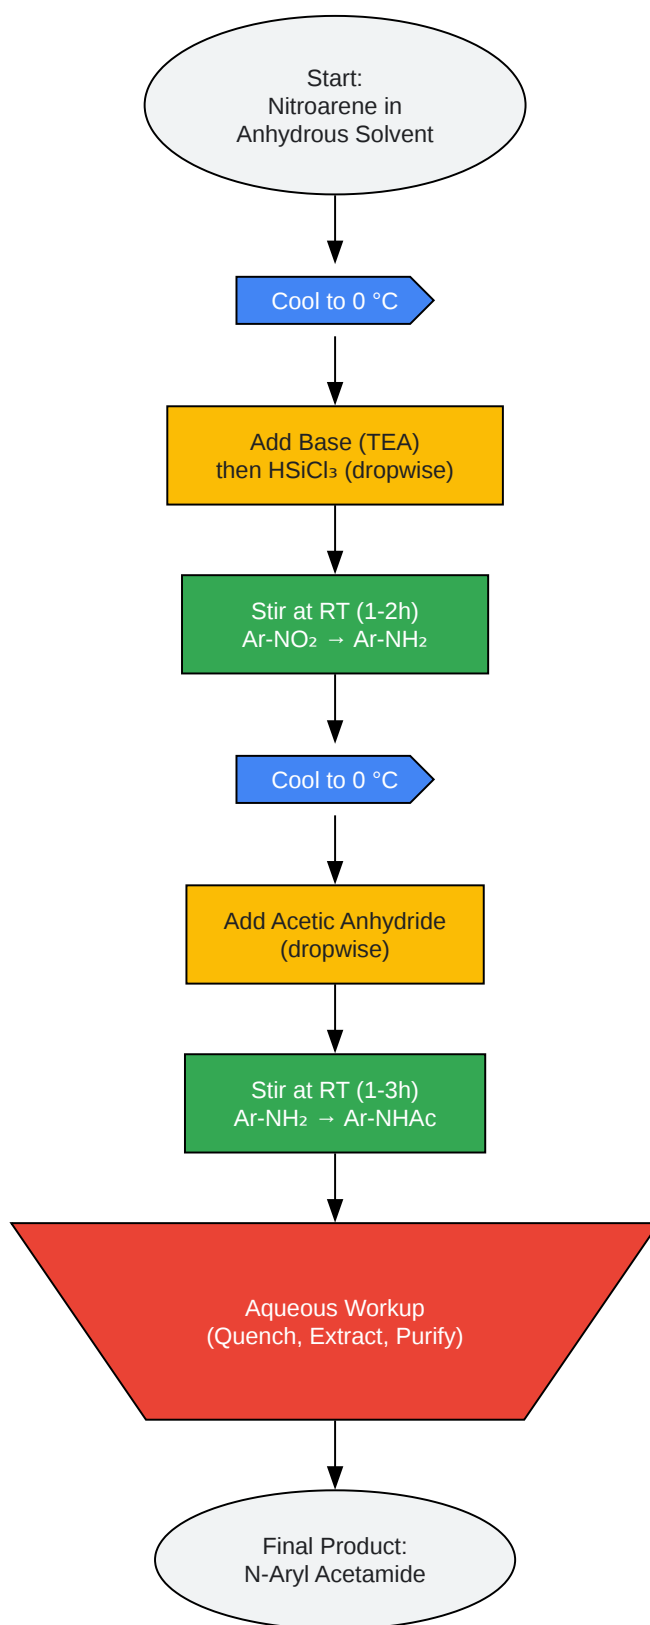 Start:
Nitroarene in
Anhydrous Solvent
Cool to 0 °C
Add Base (TEA)
then HSiCl₃ (dropwise)
Stir at RT (1-2h)
Ar-NO₂ → Ar-NH₂
Cool to 0 °C
Add Acetic Anhydride
(dropwise)
Stir at RT (1-3h)
Ar-NH₂ → Ar-NHAc
Aqueous Workup
(Quench, Extract, Purify)
Final Product:
N-Aryl Acetamide